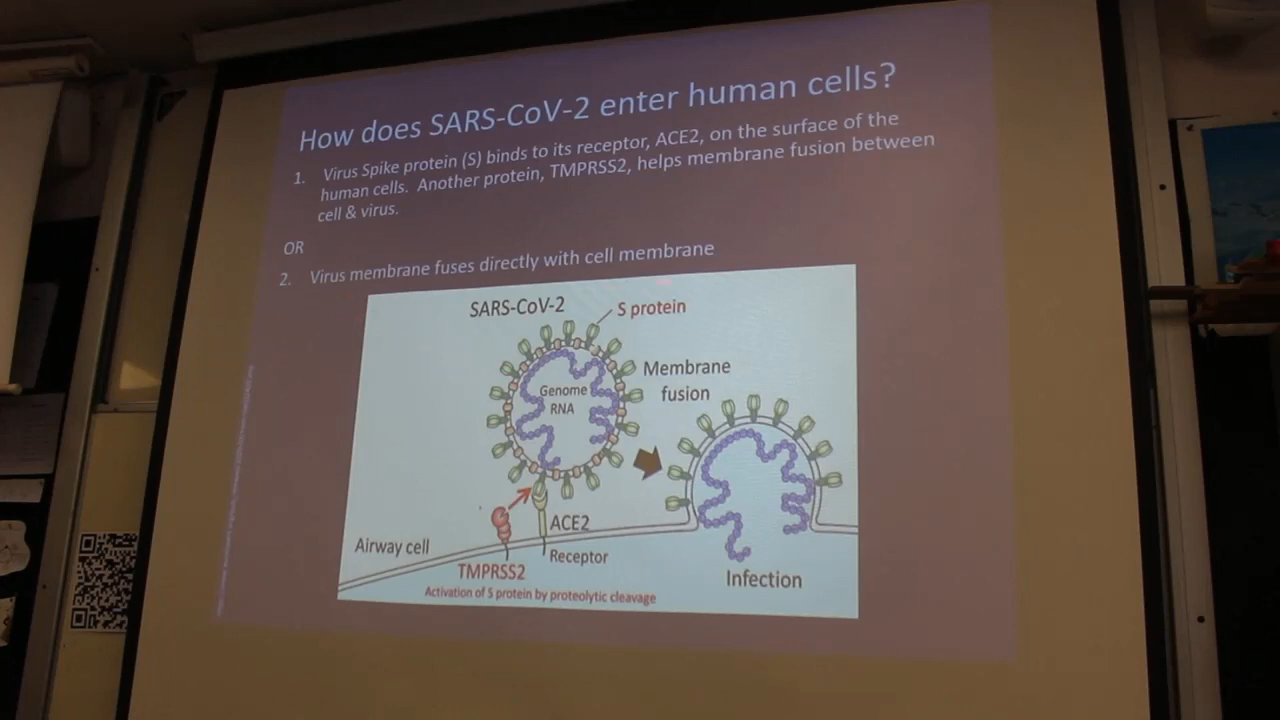 How does SARS-CoV-2 enter human cells?
1. Virus Spike protein (S) binds to its receptor, ACE2, on the surface of the
human cells. Another protein, TMPRSS2, helps membrane fusion between
cell & virus.
OR
2. Virus membrane fuses directly with cell membrane
SARS-CoV-2
S protein
Genome
RNA
Membrane
fusion
ACE2
Receptor
Airway cell
TMPRSS2
Activation of S protein by proteolytic cleavage
Infection